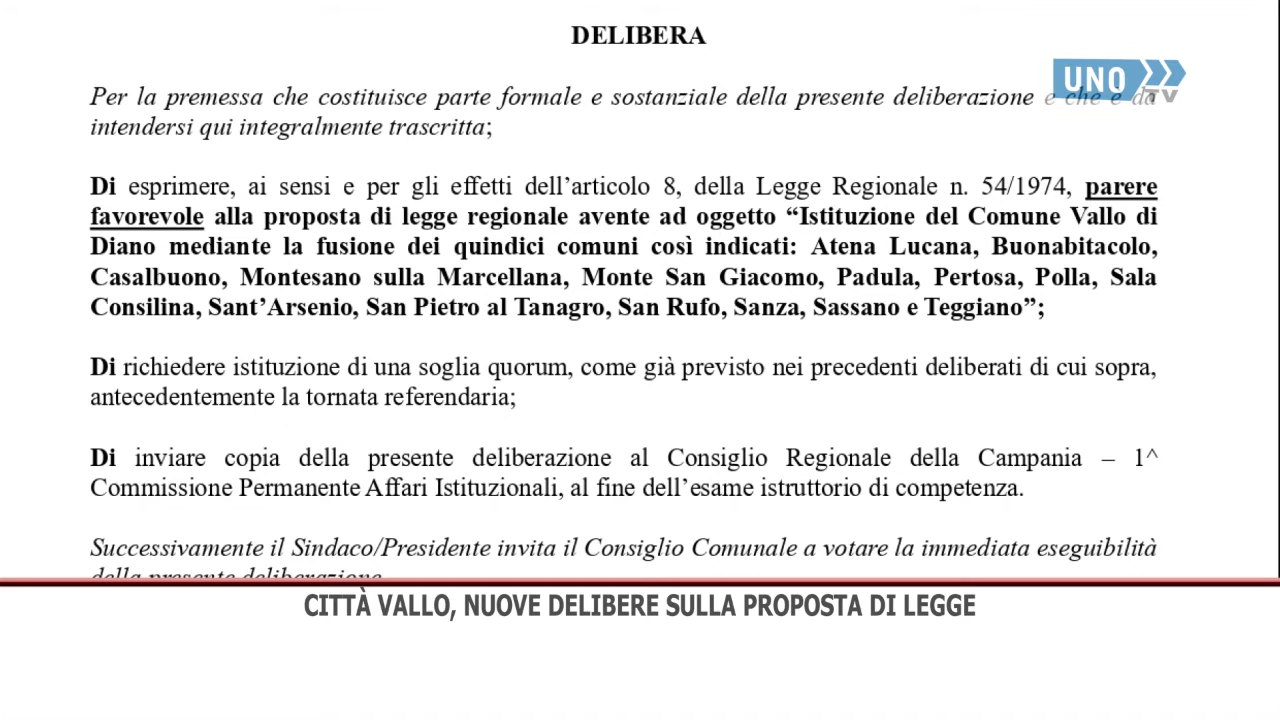 DELIBERA
UNO
TV
Per la premessa che costituisce parte formale e sostanziale della presente deliberazione e che è da
intendersi qui integralmente trascritta;
Di esprimere, ai sensi e per gli effetti dell’articolo 8, della Legge Regionale n. 54/1974, parere
favorevole alla proposta di legge regionale avente ad oggetto “Istituzione del Comune Vallo di
Diano mediante la fusione dei quindici comuni così indicati: Atena Lucana, Buonabitacolo,
Casalbuono, Montesano sulla Marcellana, Monte San Giacomo, Padula, Pertosa, Polla, Sala
Consilina, Sant’Arsenio, San Pietro al Tanagro, San Rufo, Sanza, Sassano e Teggiano”;
Di richiedere istituzione di una soglia quorum, come già previsto nei precedenti deliberati di cui sopra,
antecedentemente la tornata referendaria;
Di inviare copia della presente deliberazione al Consiglio Regionale della Campania – 1^
Commissione Permanente Affari Istituzionali, al fine dell’esame istruttorio di competenza.
Successivamente il Sindaco/Presidente invita il Consiglio Comunale a votare la immediata eseguibilità
della presente deliberazione
CITTÀ VALLO, NUOVE DELIBERE SULLA PROPOSTA DI LEGGE